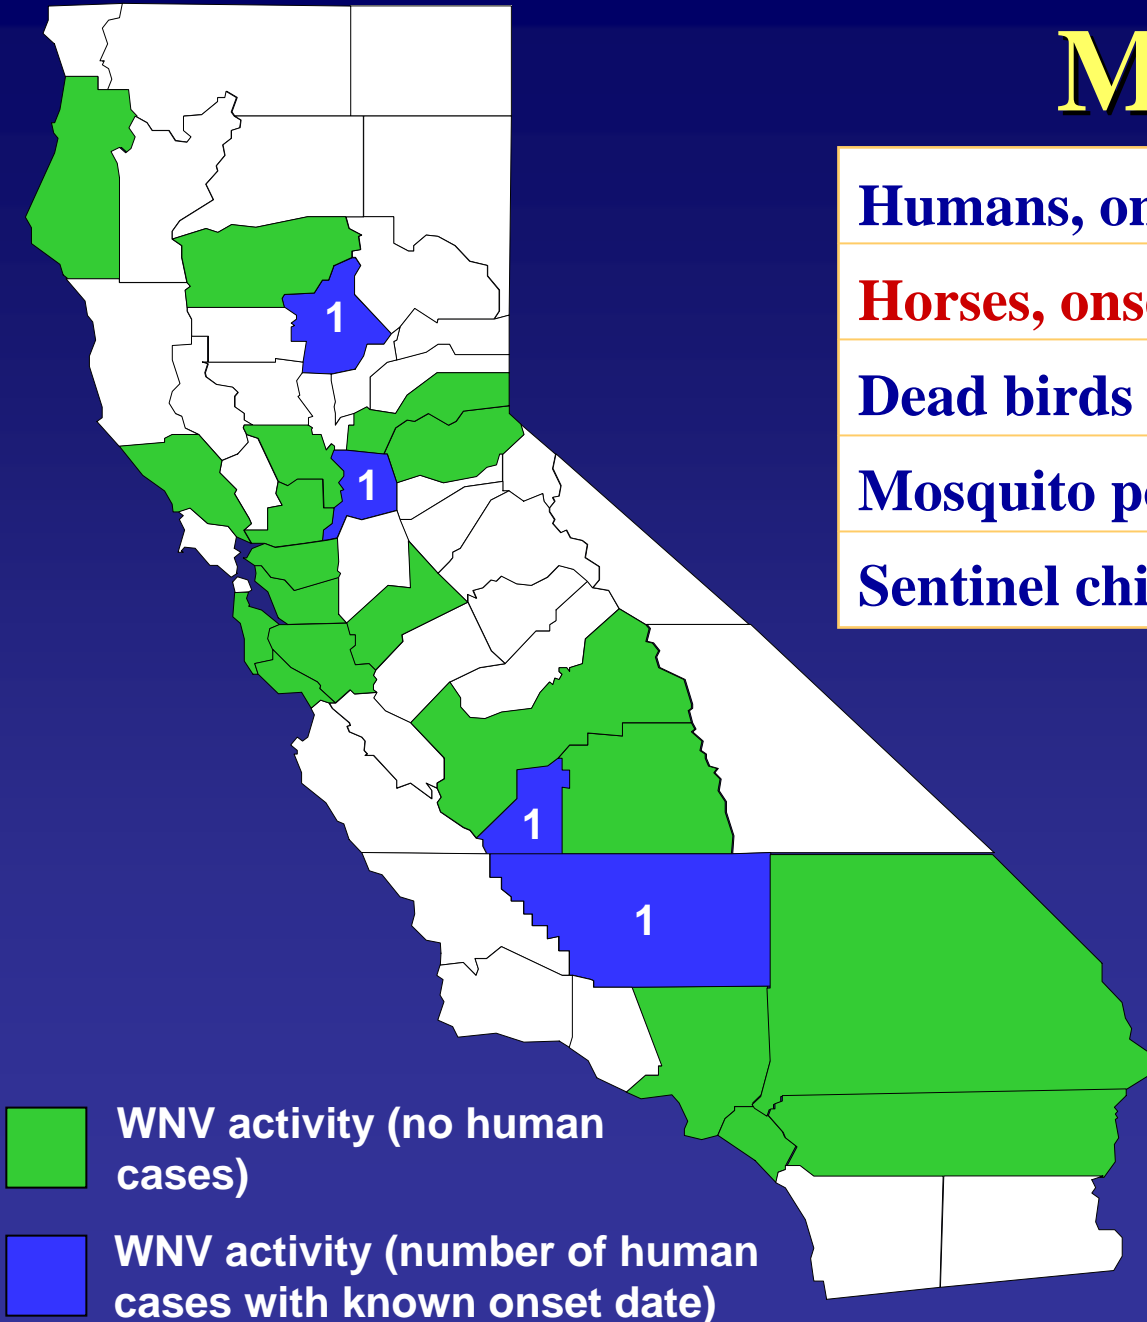 M
Humans, on
Horses, ons
Dead birds
Mosquito p
Sentinel chi
1
1
1
1
WNV activity (no human
cases)
WNV activity (number of human
cases with known onset date)